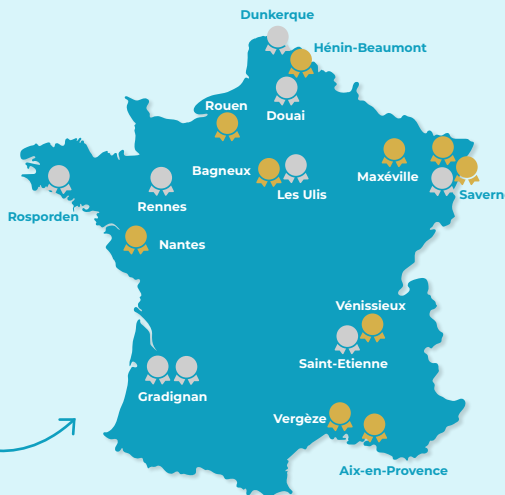 Dunkerque
Hénin-Beaumont
Rouen
Douai
Bagneux
Maxéville
Les Ulis
Savern
Rennes
Rosporden
Nantes
Vénissieux
Saint-Etienne
Gradignan
Vergèze
Aix-en-Provence